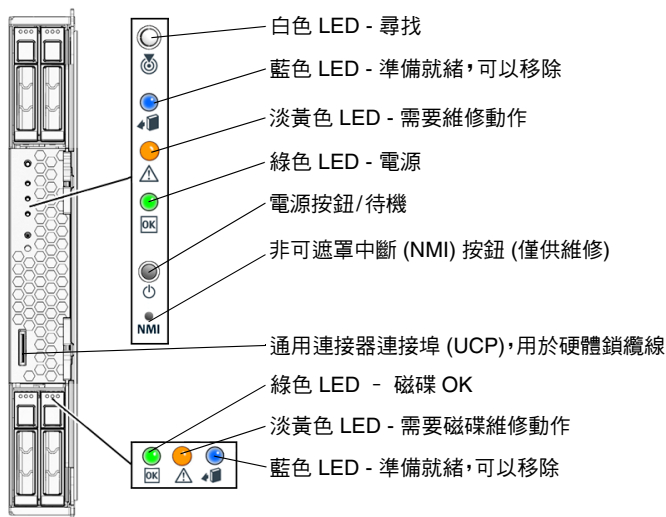 白色 LED - 尋找
藍色 LED - 準備就緒，可以移除
淡黃色 LED - 需要維修動作
綠色 LED - 電源
OK
電源按鈕/待機
非可遮罩中斷 (NMI) 按鈕 (僅供維修)
NMI
通用連接器連接埠 (UCP)，用於硬體鎖纜線
綠色 LED - 磁碟 OK
淡黃色 LED - 需要磁碟維修動作
OK
藍色 LED - 準備就緒，可以移除